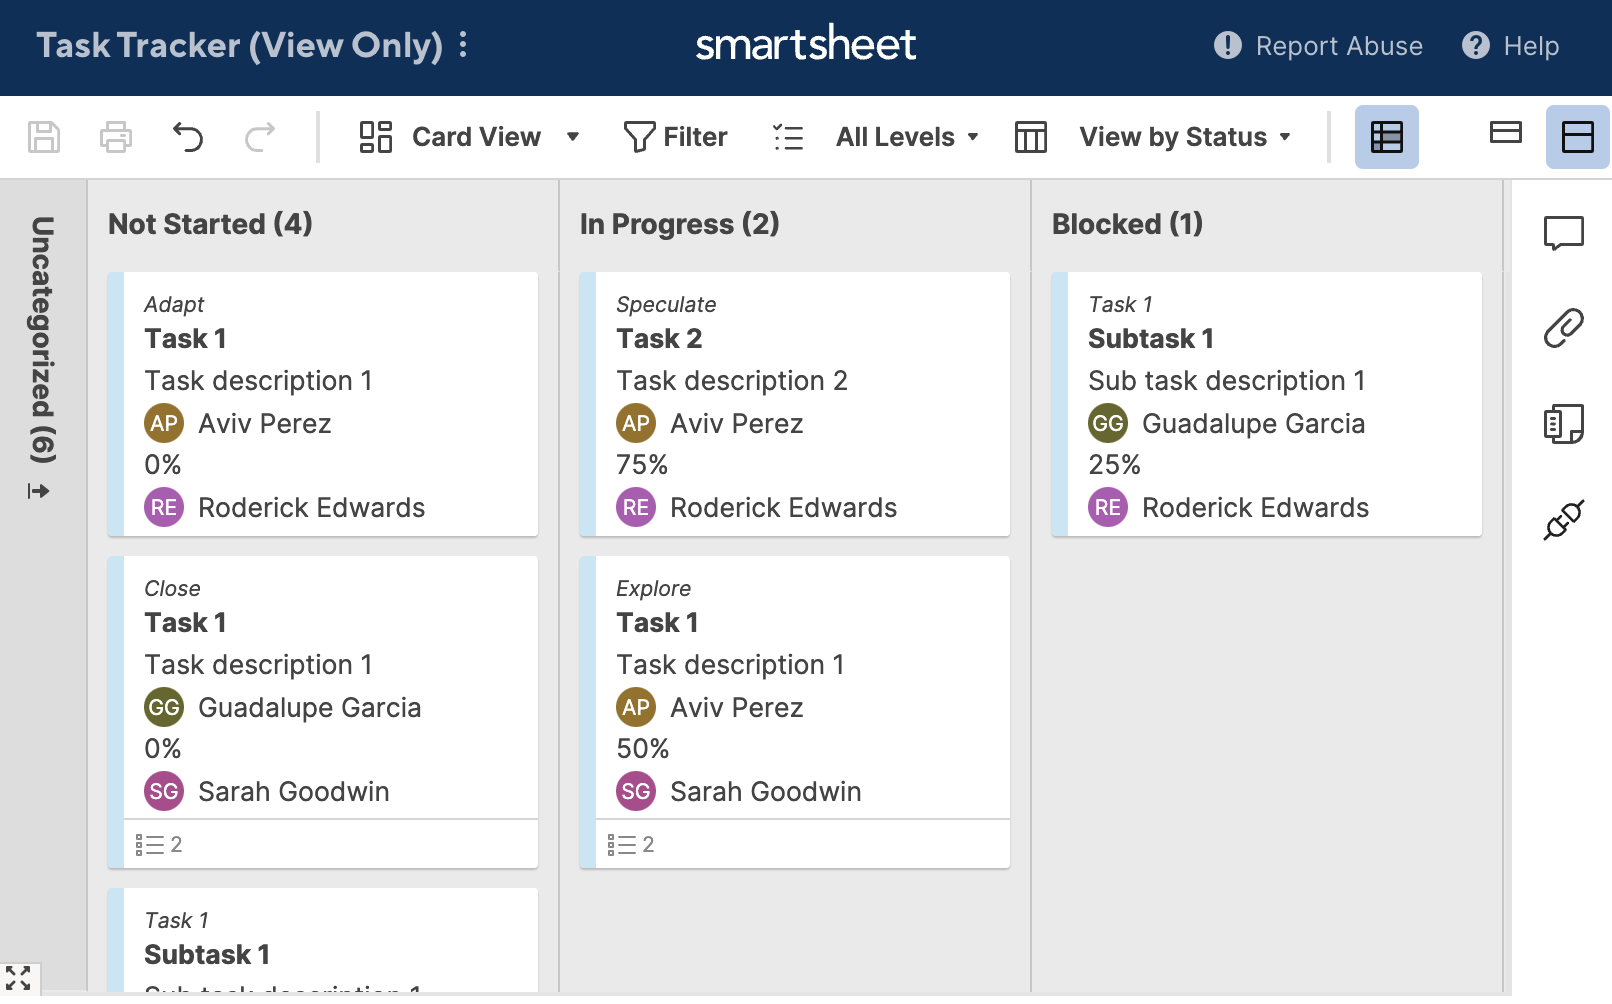 Task Tracker (View Only)
smartsheet
Report Abuse
Help
Card View
Filter
All Levels
View by Status
Uncategorized (6)
Not Started (4)
Adapt
Task 1
Task description 1
AP Aviv Perez
0%
RE Roderick Edwards
Close
Task 1
Task description 1
GG Guadalupe Garcia
0%
SG Sarah Goodwin
2
Task 1
Subtask 1
Sub task description 1
In Progress (2)
Speculate
Task 2
Task description 2
AP Aviv Perez
75%
RE Roderick Edwards
Explore
Task 1
Task description 1
AP Aviv Perez
50%
SG Sarah Goodwin
2
Blocked (1)
Task 1
Subtask 1
Sub task description 1
GG Guadalupe Garcia
25%
RE Roderick Edwards